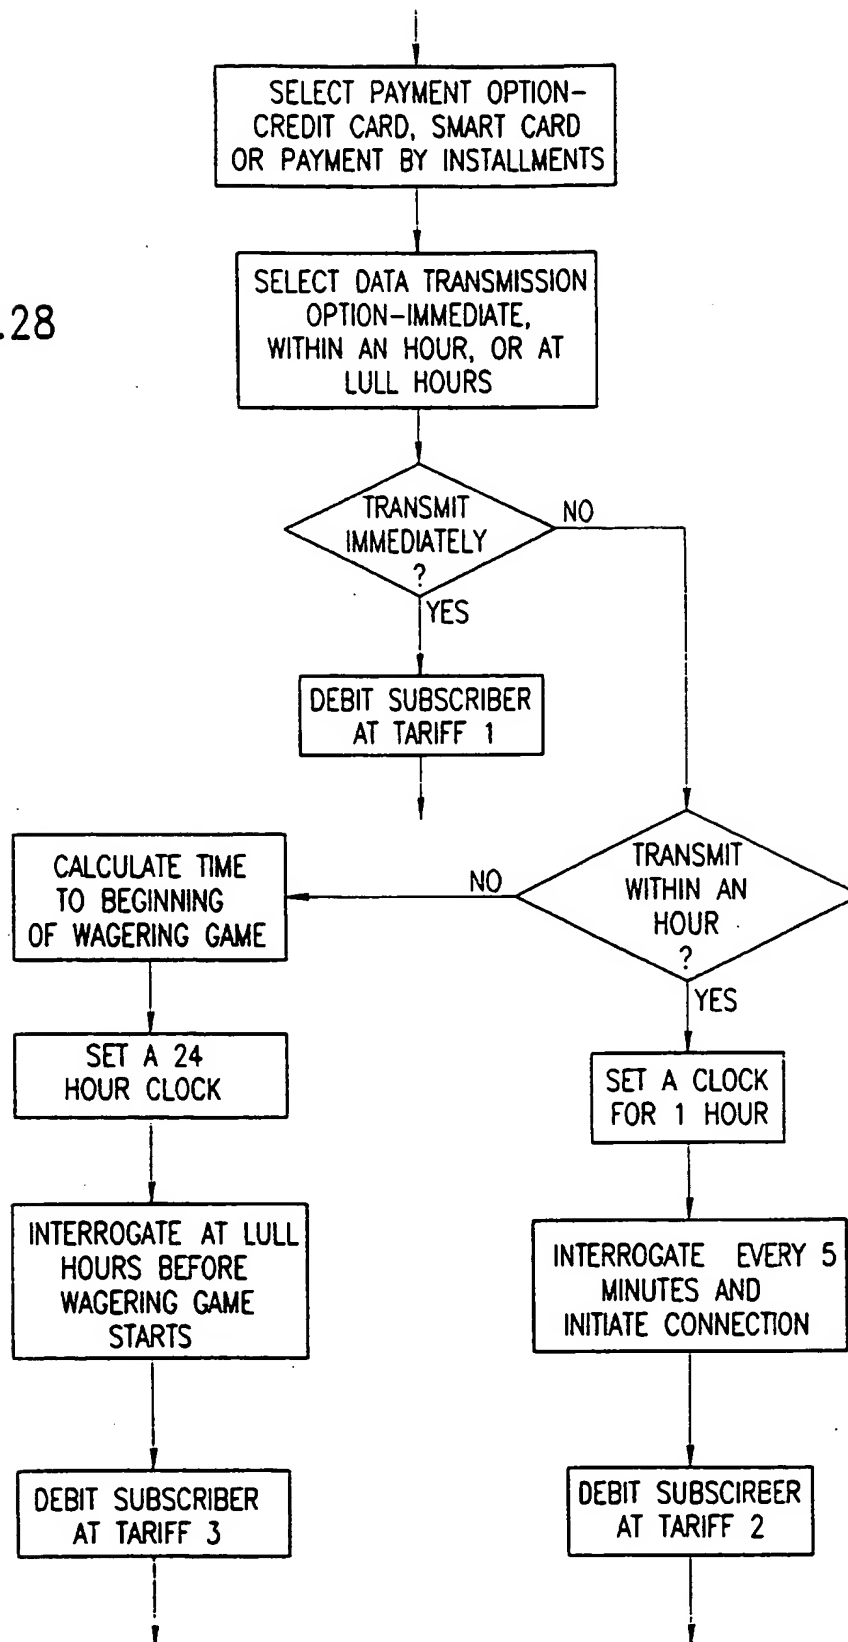 SELECT PAYMENT OPTION-
CREDIT CARD, SMART CARD
OR PAYMENT BY INSTALLMENTS
SELECT DATA TRANSMISSION
OPTION-IMMEDIATE,
WITHIN AN HOUR, OR AT
LULL HOURS
.28
TRANSMIT
IMMEDIATELY
?
NO
YES
DEBIT SUBSCRIBER
AT TARIFF 1
TRANSMIT
WITHIN AN
HOUR
?
NO
YES
CALCULATE TIME
TO BEGINNING
OF WAGERING GAME
SET A 24
HOUR CLOCK
INTERROGATE AT LULL
HOURS BEFORE
WAGERING GAME
STARTS
DEBIT SUBSCRIBER
AT TARIFF 3
SET A CLOCK
FOR 1 HOUR
INTERROGATE EVERY 5
MINUTES AND
INITIATE CONNECTION
DEBIT SUBSCIRBER
AT TARIFF 2